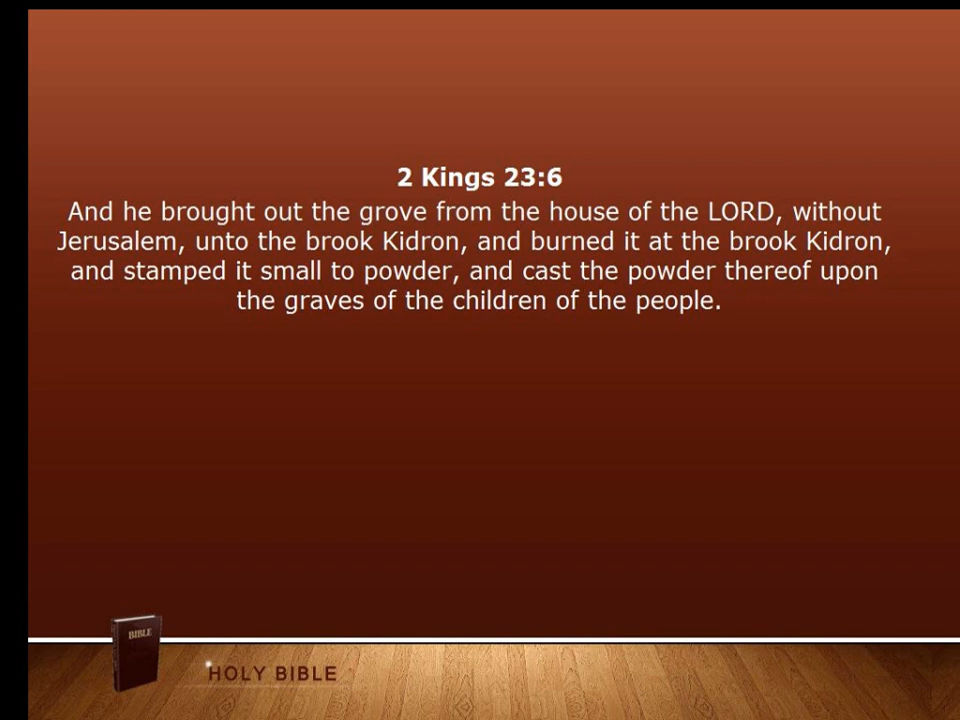 2 Kings 23:6
And he brought out the grove from the house of the LORD, without
Jerusalem, unto the brook Kidron, and burned it at the brook Kidron,
and stamped it small to powder, and cast the powder thereof upon
the graves of the children of the people.
BIBLE
HOLY BIBLE